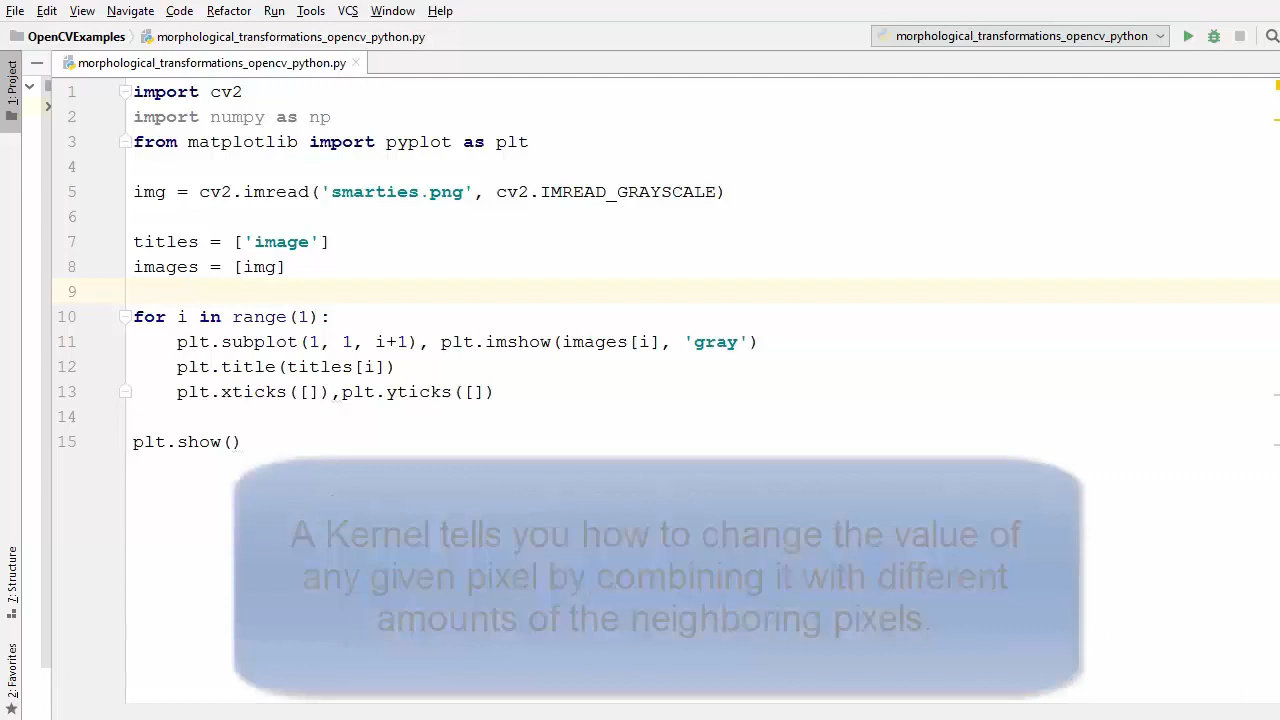 File Edit View Navigate Code Refactor Run Tools VCS Window Help
OpenCVExamples morphological_transformations_opencv_python.py morphological_transformations_opencv_python
morphological_transformations_opencv_python.py
1: Project
1 import cv2
2 import numpy as np
3 from matplotlib import pyplot as plt
4
5 img = cv2.imread('smarties.png', cv2.IMREAD_GRAYSCALE)
6
7 titles = ['image']
8 images = [img]
9
10 for i in range(1):
11 plt.subplot(1, 1, i+1), plt.imshow(images[i], 'gray')
12 plt.title(titles[i])
13 plt.xticks([]),plt.yticks([])
14
15 plt.show()
A Kernel tells you how to change the value of
any given pixel by combining it with different
amounts of the neighboring pixels.
7: Structure
2: Favorites